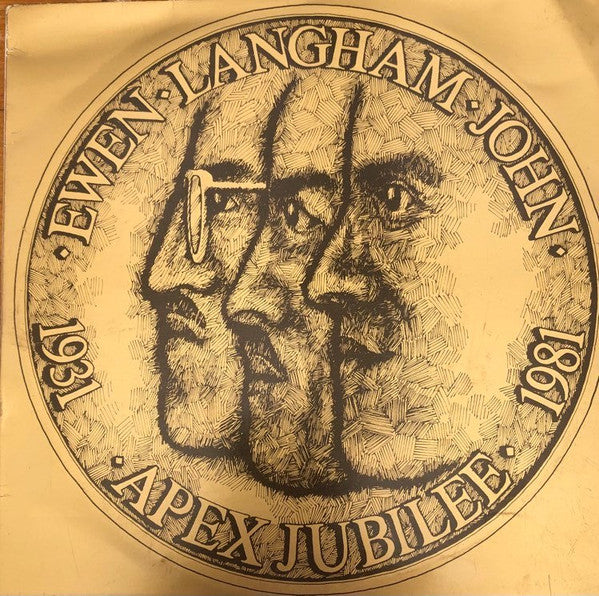 · EWEN · LANGHAM · JOHN ·
1931
1981
· APEX JUBILEE ·